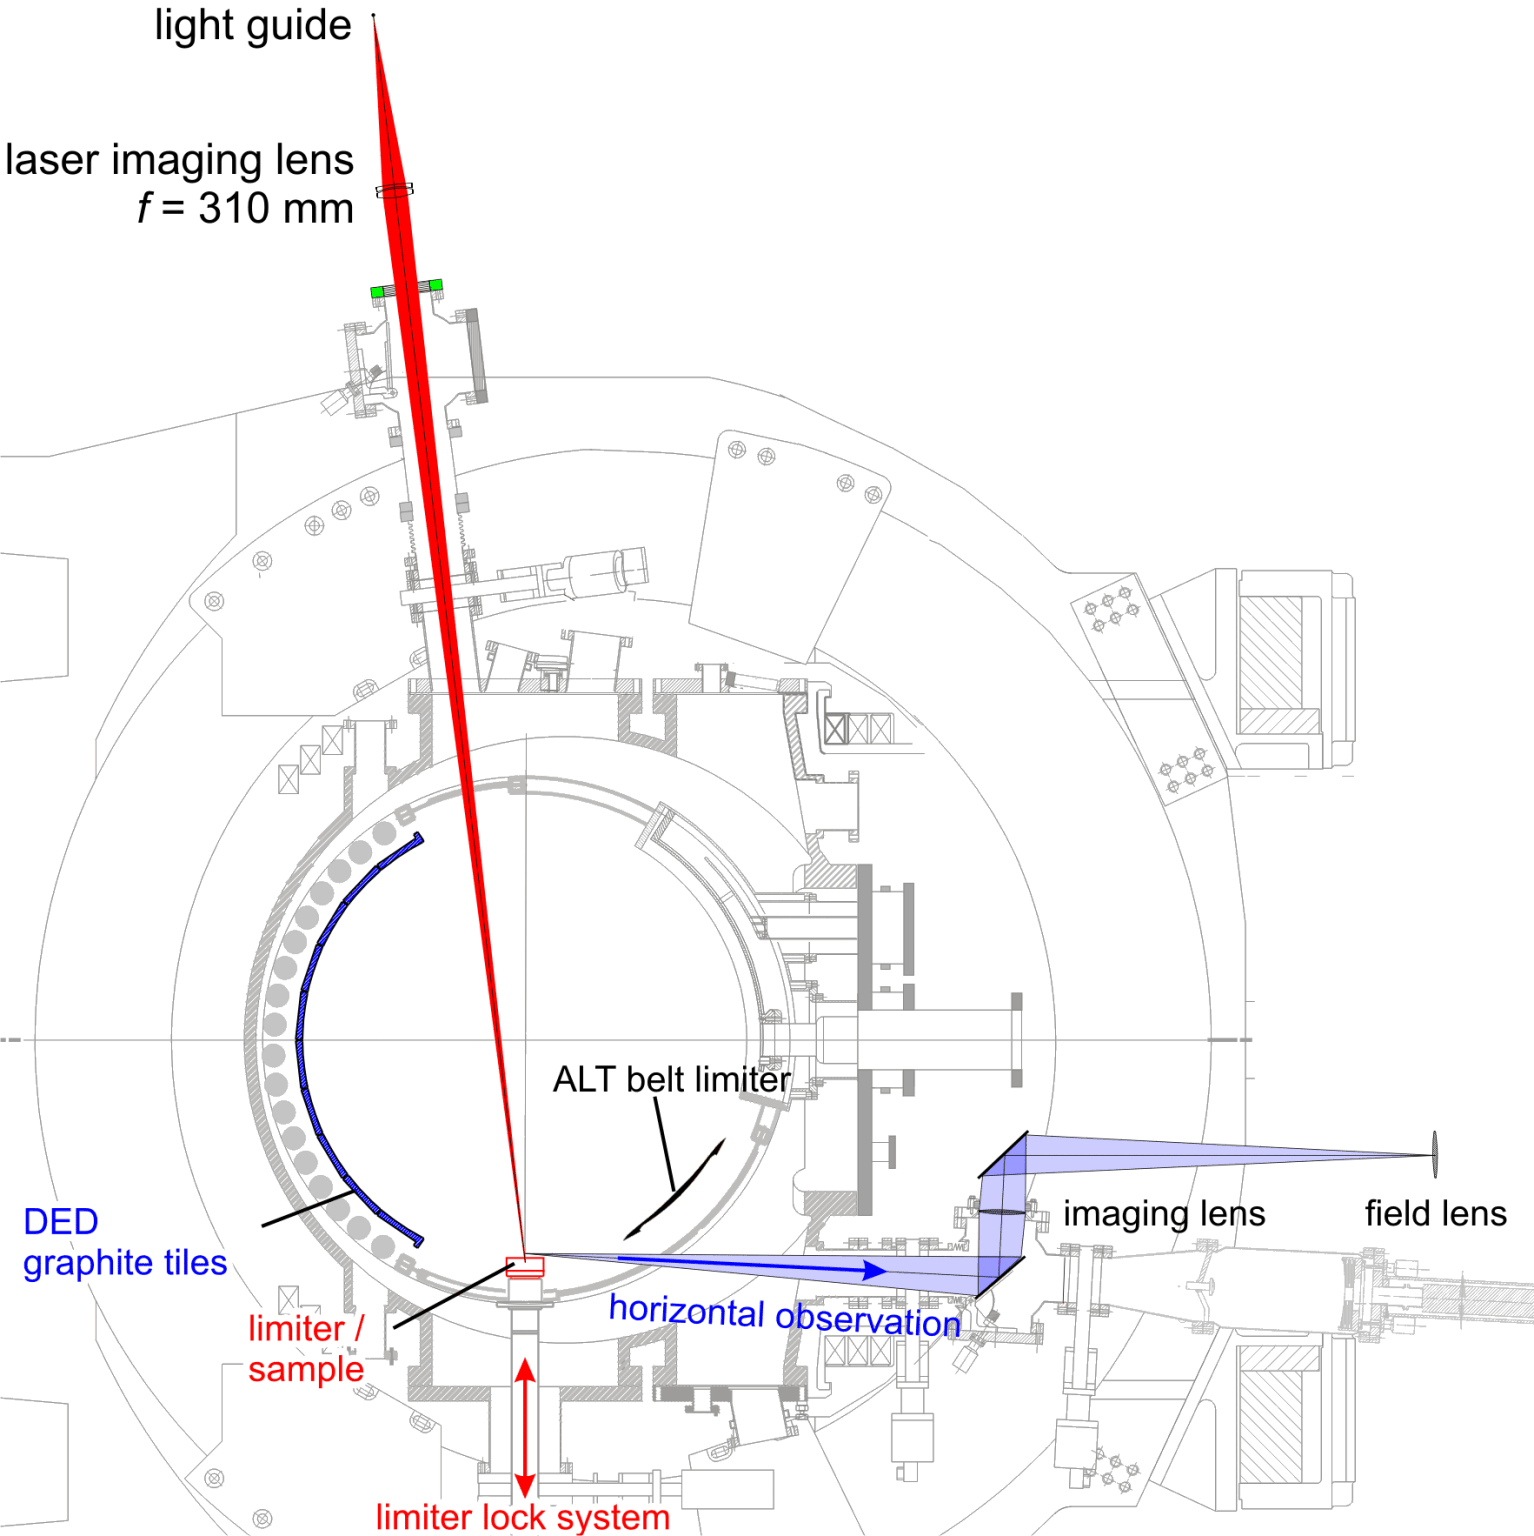 light guide
laser imaging lens
f = 310 mm
ALT belt limiter
DED
graphite tiles
imaging lens
field lens
horizontal observation
limiter /
sample
limiter lock system